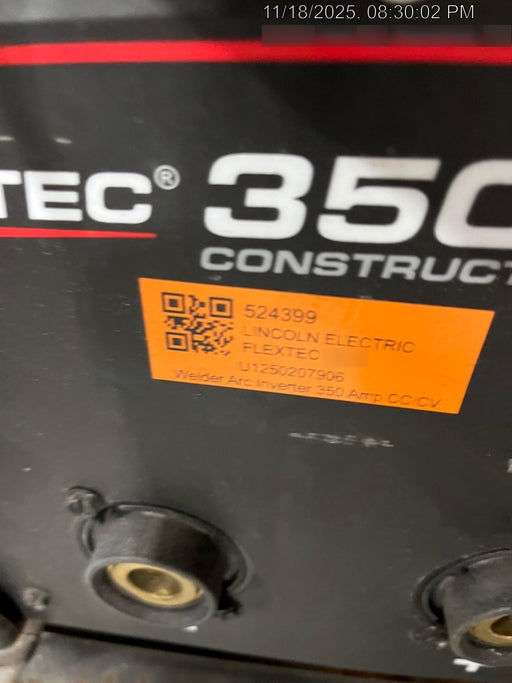 11/18/2025. 08:30:02 PM
TEC® 350
CONSTRUCT
524399
LINCOLN ELECTRIC
FLEXTEC
U1250207906
Welder Arc Inverter 350 Amp CC/CV